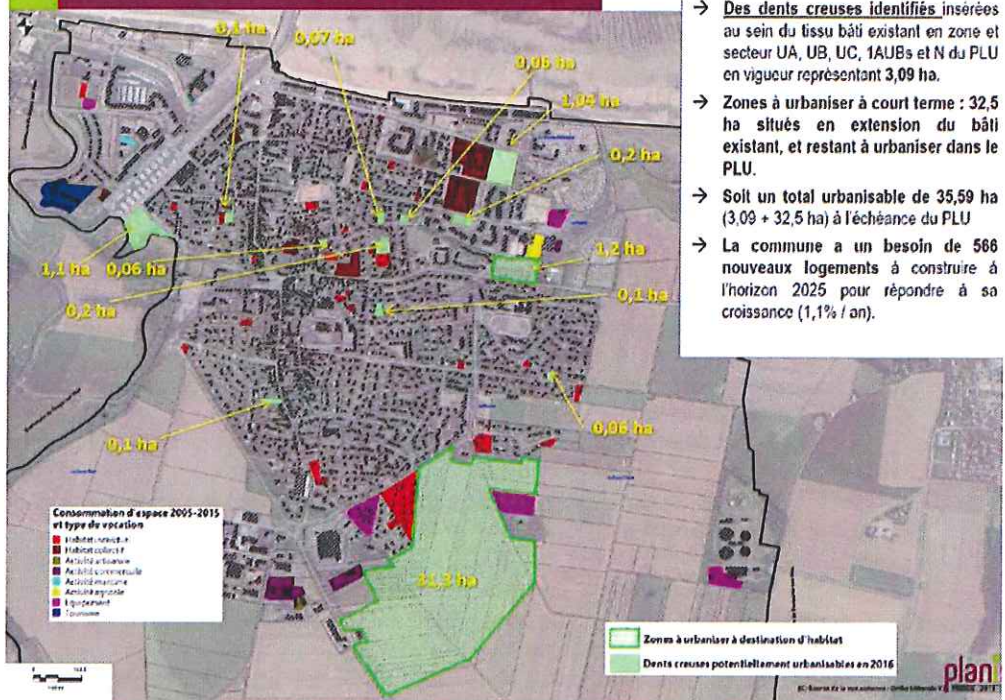 → Des dents creuses identifiés insérées
au sein du tissu bâti existant en zone et
secteur UA, UB, UC, 1AUBs et N du PLU
en vigueur représentant 3,09 ha.
→ Zones à urbaniser à court terme : 32,5
ha situés en extension du bâti
existant, et restant à urbaniser dans le
PLU.
→ Soit un total urbanisable de 35,59 ha
(3,09 + 32,5 ha) à l'échéance du PLU
→ La commune a un besoin de 566
nouveaux logements à construire à
l'horizon 2025 pour répondre à sa
croissance (1,1% / an).
0,1 ha
0,07 ha
0,06 ha
1,04 ha
0,2 ha
1,1 ha
0,06 ha
1,2 ha
0,2 ha
0,1 ha
0,06 ha
0,1 ha
31,3 ha
Consommation d'espace 2005-2015
et type de vocation
Habitat individuel
Habitat collectif
Activité artisanale
Activité commerciale
Activité maritime
Activité agricole
Equipement
Tourisme
Zones à urbaniser à destination d'habitat
Dents creuses potentiellement urbanisables en 2016
plan